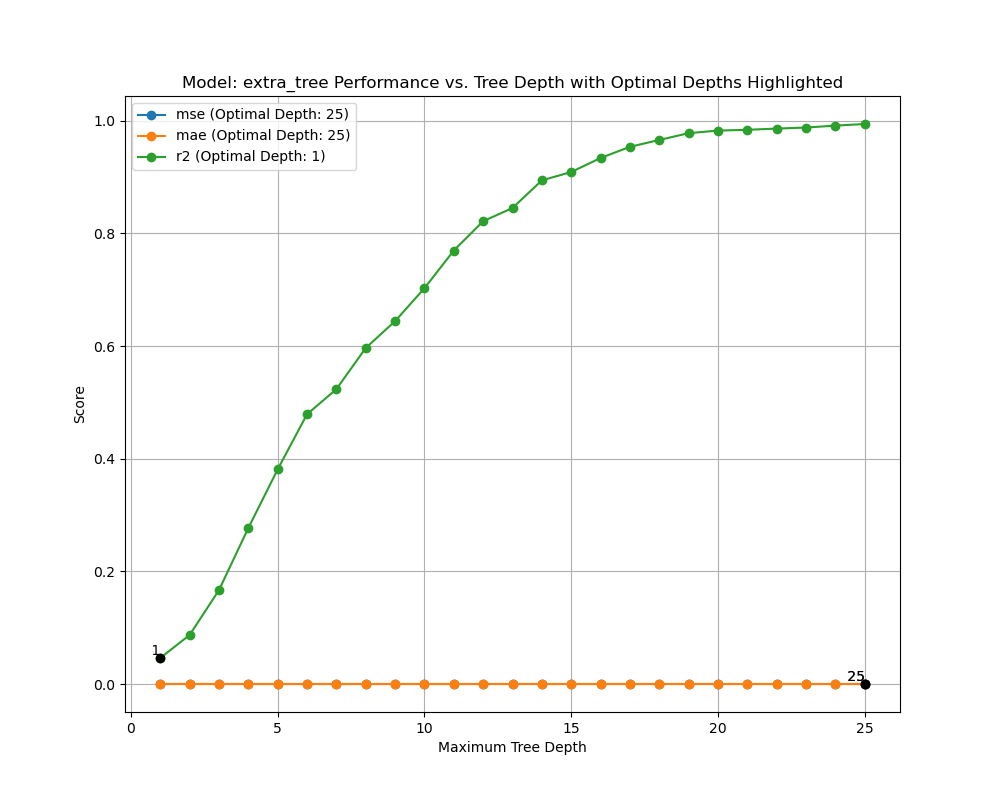 Model: extra_tree Performance vs. Tree Depth with Optimal Depths Highlighted
mse (Optimal Depth: 25)
mae (Optimal Depth: 25)
r2 (Optimal Depth: 1)
1.0
0.8
0.6
0.4
0.2
0.0
Score
1
25
0
5
10
15
20
25
Maximum Tree Depth